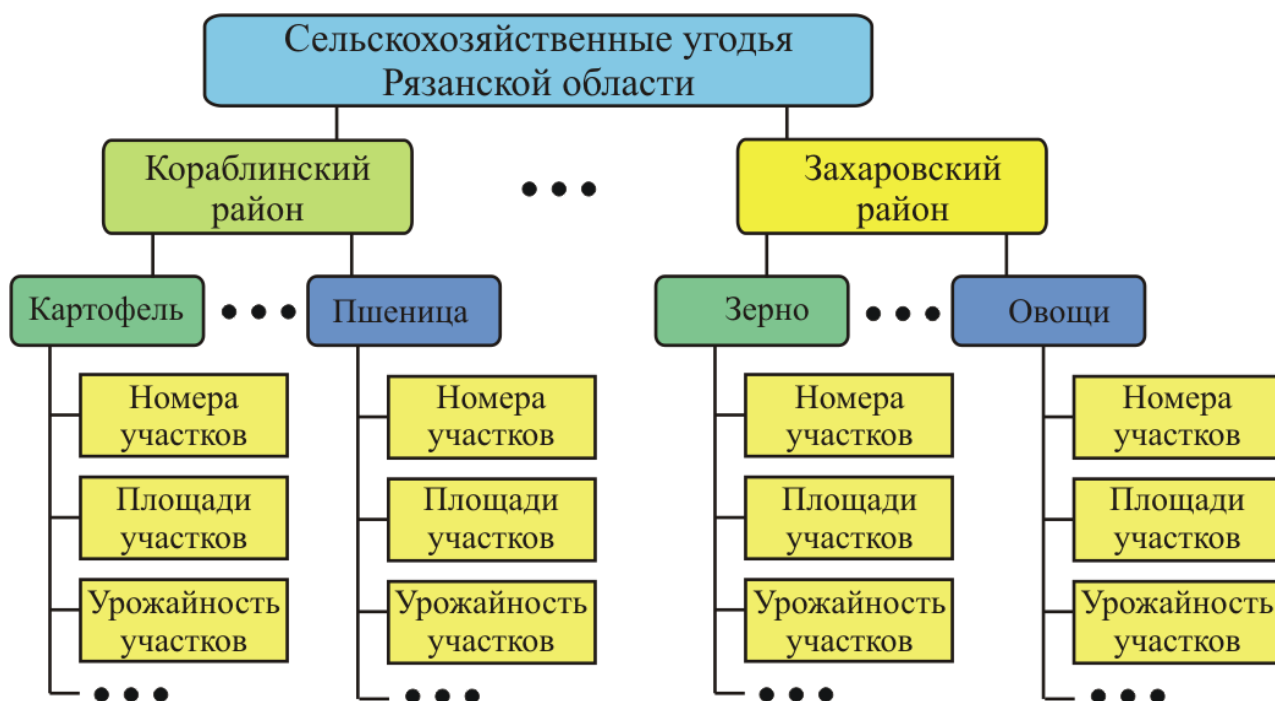 Сельскохозяйственные угодья
Рязанской области
Кораблинский
район
Захаровский
район
Картофель
Пшеница
Зерно
Овощи
Номера
участков
Номера
участков
Номера
участков
Номера
участков
Площади
участков
Площади
участков
Площади
участков
Площади
участков
Урожайность
участков
Урожайность
участков
Урожайность
участков
Урожайность
участков